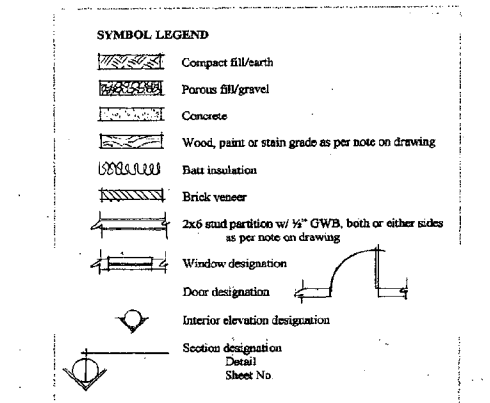 SYMBOL LEGEND
Compact fill/earth
Porous fill/gravel
Concrete
Wood, paint or stain grade as per note on drawing
Batt insulation
Brick veneer
2x6 stud partition w/ ½" GWB, both or either sides
as per note on drawing
Window designation
Door designation
Interior elevation designation
Section designation
Detail
Sheet No.